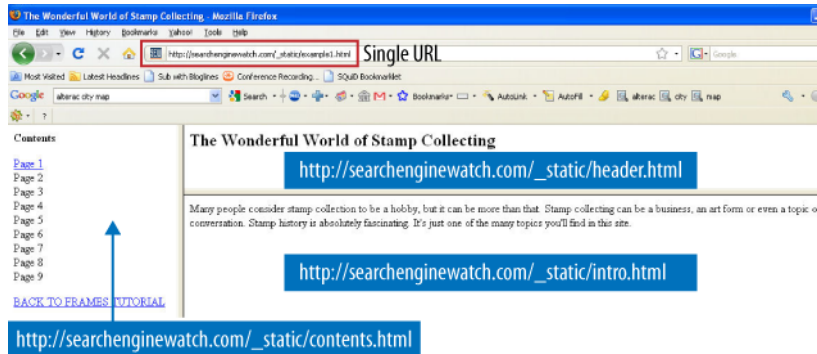 The Wonderful World of Stamp Collecting - Mozilla Firefox
File Edit View History Bookmarks Yahoo! Tools Help
http://searchenginewatch.com/_static/example1.html Single URL Google
Most Visited Latest Headlines Sub with Bloglines Conference Recording... SQuiD Bookmarklet
Google alterac city map Search Bookmarks AutoLink AutoFill alterac city map
Contents
Page 1
Page 2
Page 3
Page 4
Page 5
Page 6
Page 7
Page 8
Page 9
BACK TO FRAMES TUTORIAL
http://searchenginewatch.com/_static/contents.html
The Wonderful World of Stamp Collecting
http://searchenginewatch.com/_static/header.html
Many people consider stamp collection to be a hobby, but it can be more than that. Stamp collecting can be a business, an art form or even a topic o
conversation. Stamp history is absolutely fascinating. It's just one of the many topics you'll find in this site.
http://searchenginewatch.com/_static/intro.html